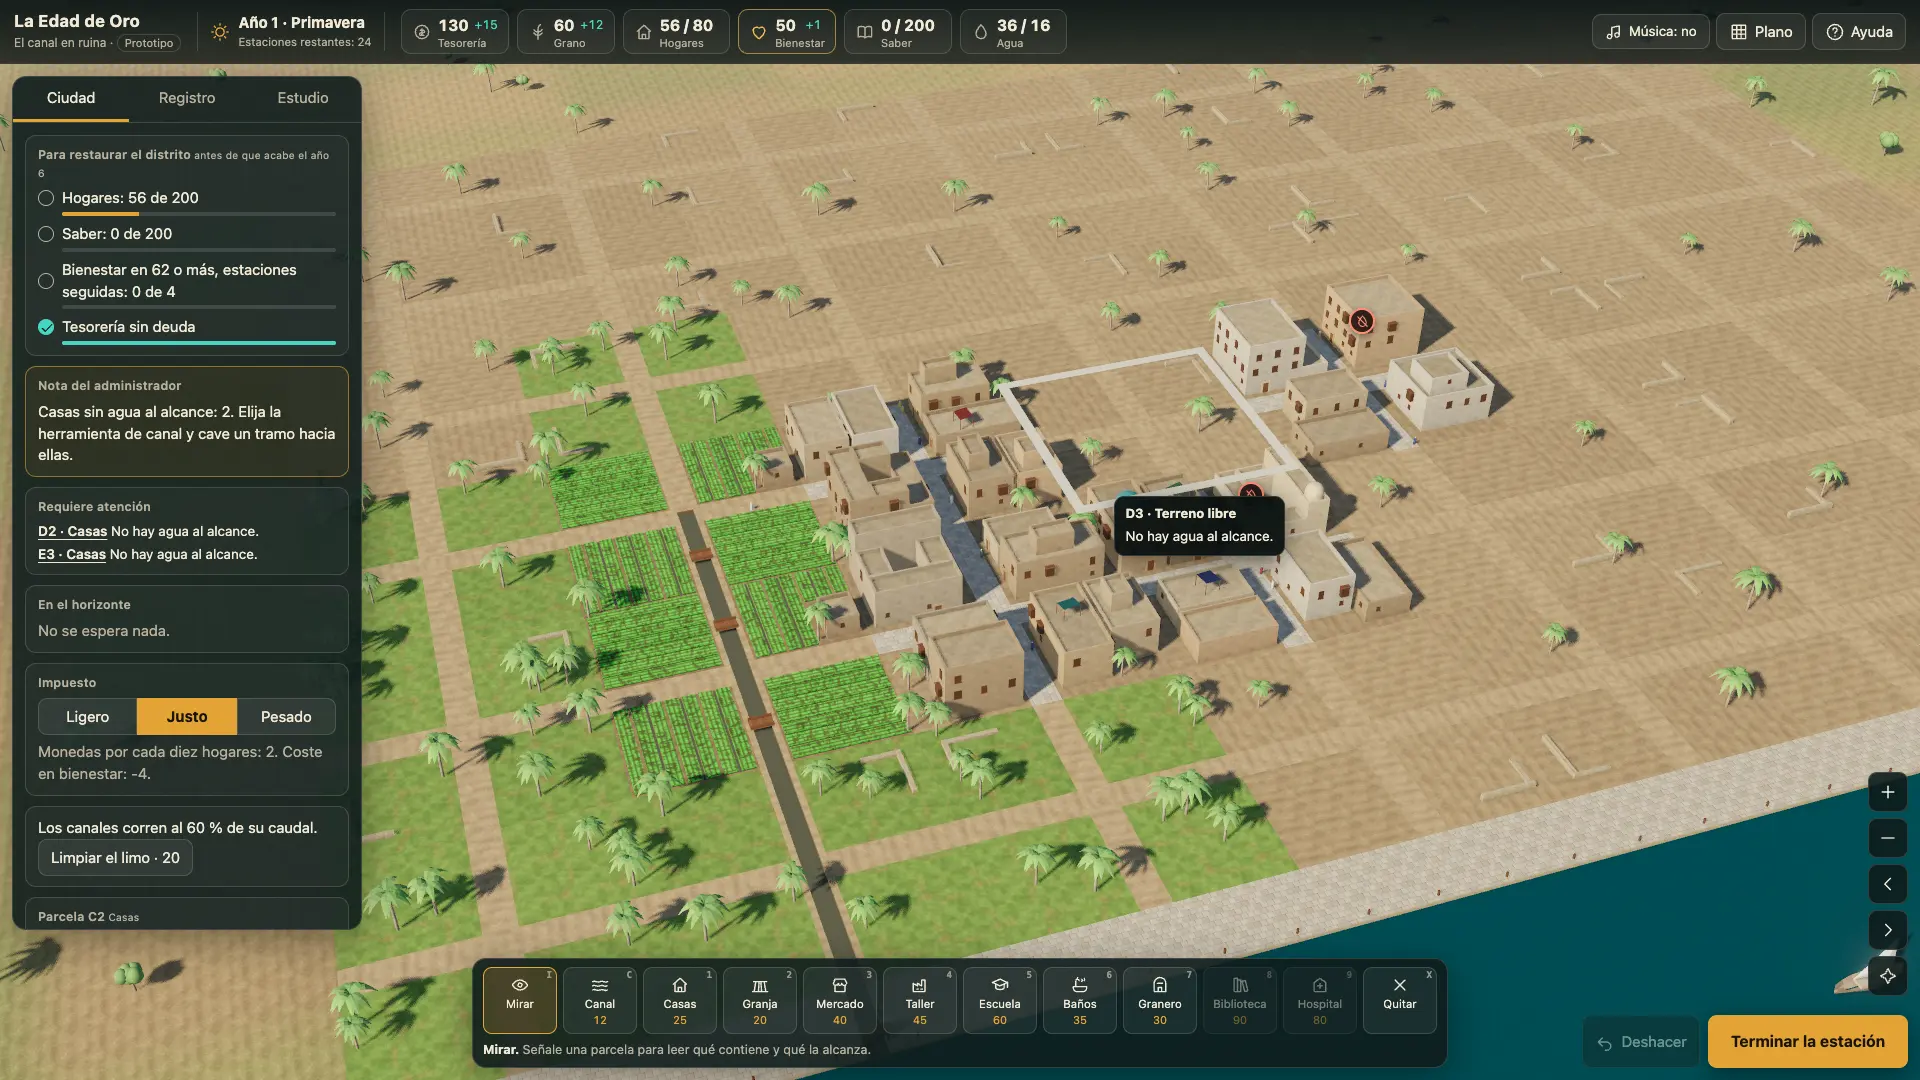 La Edad de Oro
El canal en ruina · Prototipo
Año 1 · Primavera
Estaciones restantes: 24
130 +15
Tesorería
60 +12
Grano
56 / 80
Hogares
50 +1
Bienestar
0 / 200
Saber
36 / 16
Agua
Música: no
Plano
Ayuda
Ciudad
Registro
Estudio
Para restaurar el distrito antes de que acabe el año
6
Hogares: 56 de 200
Saber: 0 de 200
Bienestar en 62 o más, estaciones
seguidas: 0 de 4
Tesorería sin deuda
Nota del administrador
Casas sin agua al alcance: 2. Elija la
herramienta de canal y cave un tramo hacia
ellas.
Requiere atención
D2 · Casas No hay agua al alcance.
E3 · Casas No hay agua al alcance.
En el horizonte
No se espera nada.
Impuesto
Ligero
Justo
Pesado
Monedas por cada diez hogares: 2. Coste
en bienestar: -4.
Los canales corren al 60 % de su caudal.
Limpiar el limo · 20
Parcela C2 Casas
D3 · Terreno libre
No hay agua al alcance.
I
Mirar
C
Canal
12
1
Casas
25
2
Granja
20
3
Mercado
40
4
Taller
45
5
Escuela
60
6
Baños
35
7
Granero
30
8
Biblioteca
90
9
Hospital
80
X
Quitar
Mirar. Señale una parcela para leer qué contiene y qué la alcanza.
Deshacer
Terminar la estación